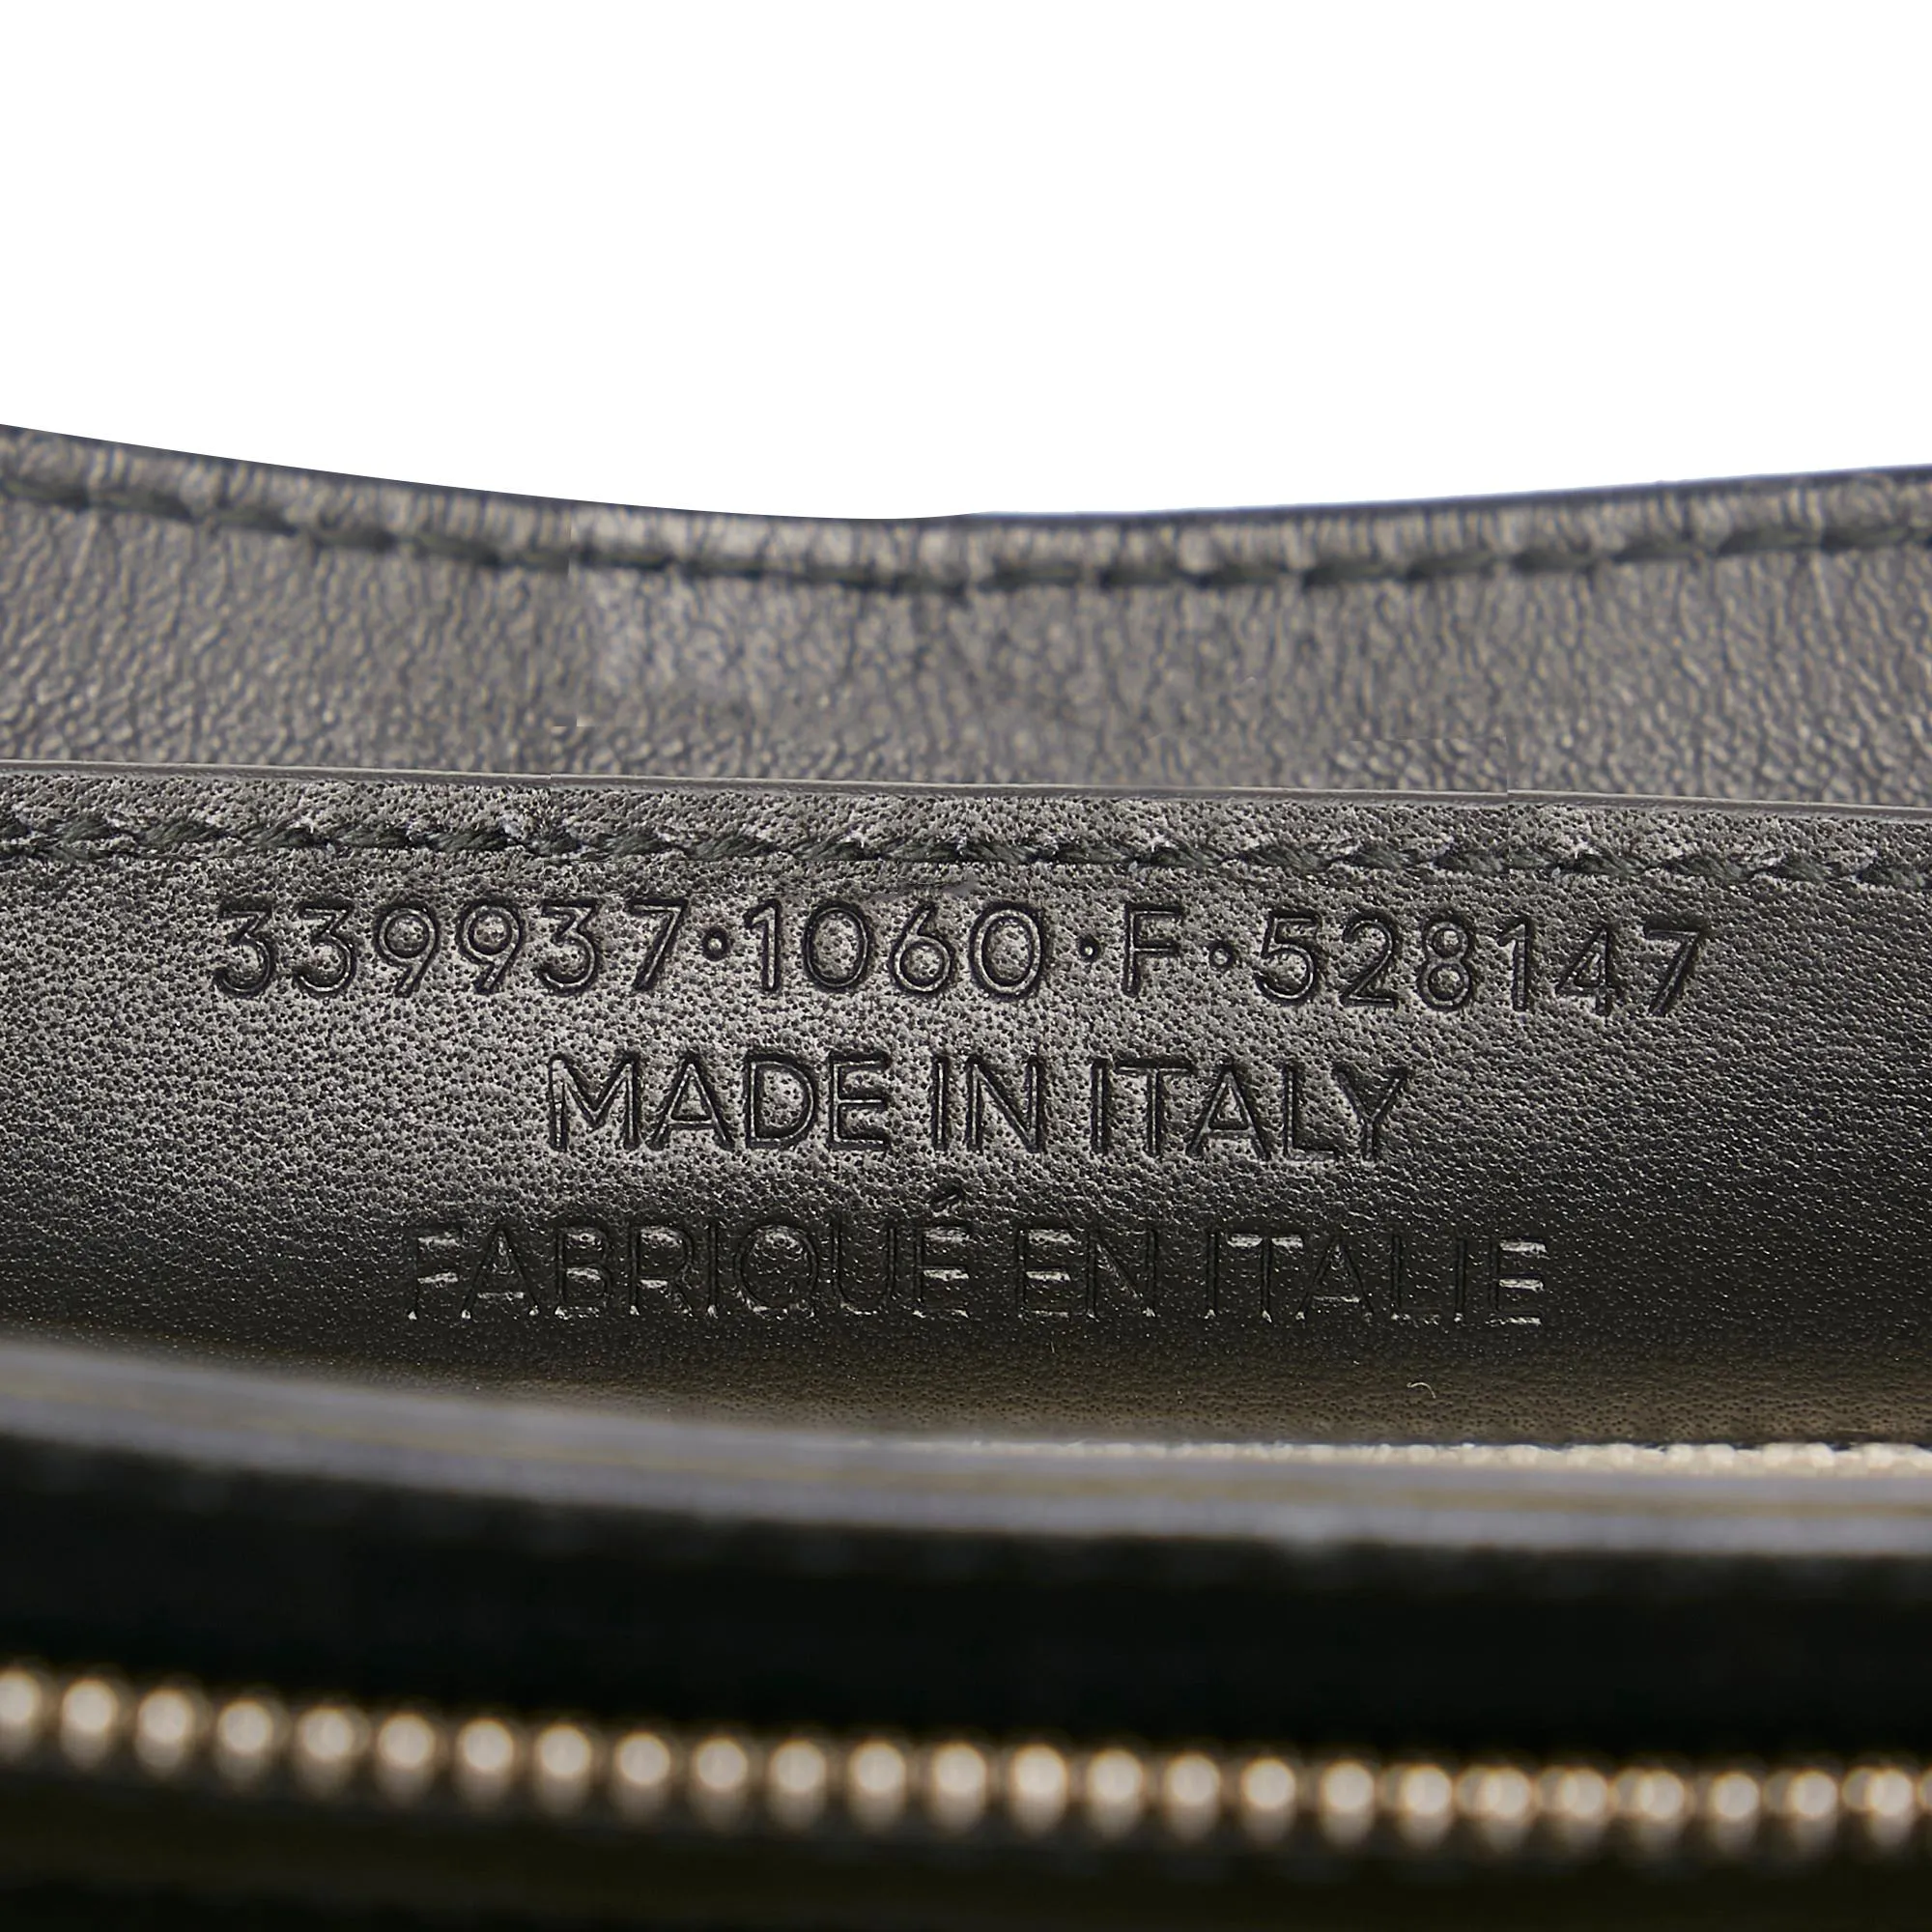 339937·1060·F·528147
MADE IN ITALY
FABRIQUÉ EN ITALIE